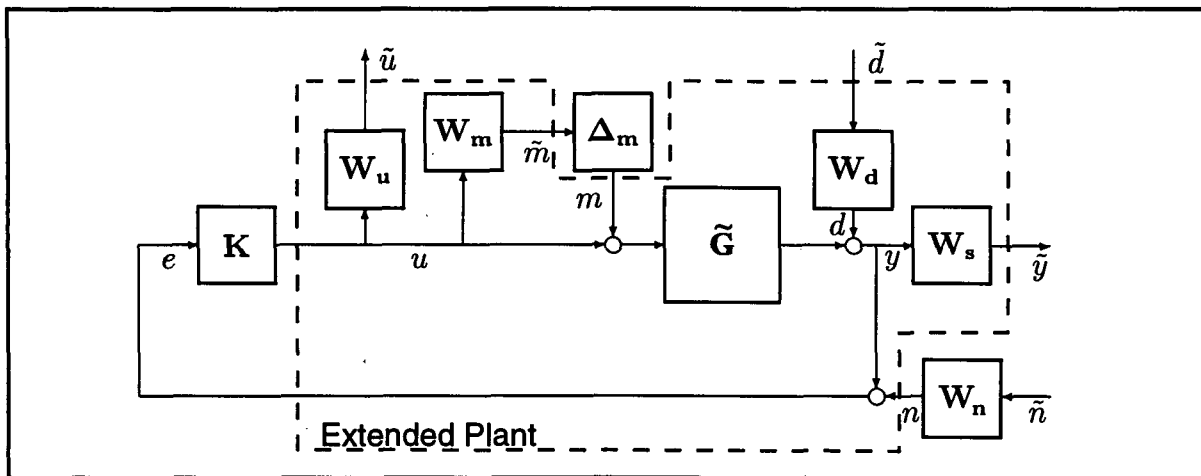 ũ
d̃
W_m
Δ_m
W_u
m̃
W_d
m
d
K
G̃
W_s
e
u
y
ỹ
W_n
n
ñ
Extended Plant